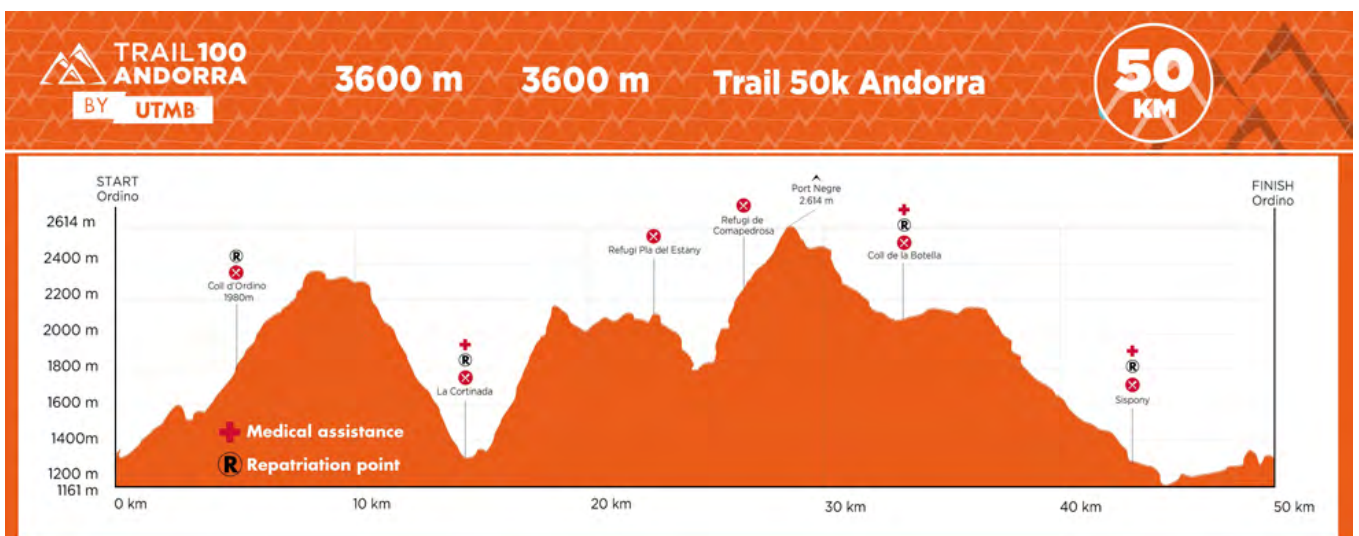 TRAIL 100
ANDORRA
BY UTMB
3600 m
3600 m
Trail 50k Andorra
50
KM
START
Ordino
FINISH
Ordino
2614 m
2400 m
2200 m
2000 m
1800 m
1600 m
1400m
1200 m
1161 m
R
Coll d'Ordino
1980m
R
La Cortinada
Refugi Pla del Estany
Refugi de
Comapedrosa
Port Negre
2.614 m
R
Coll de la Botella
R
Sispony
Medical assistance
R Repatriation point
0 km
10 km
20 km
30 km
40 km
50 km